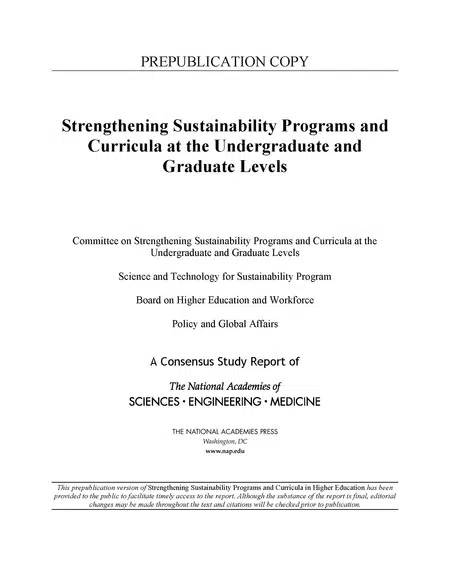 PREPUBLICATION COPY
Strengthening Sustainability Programs and
Curricula at the Undergraduate and
Graduate Levels
Committee on Strengthening Sustainability Programs and Curricula at the
Undergraduate and Graduate Levels
Science and Technology for Sustainability Program
Board on Higher Education and Workforce
Policy and Global Affairs
A Consensus Study Report of
The National Academies of
SCIENCES • ENGINEERING • MEDICINE
THE NATIONAL ACADEMIES PRESS
Washington, DC
www.nap.edu
This prepublication version of Strengthening Sustainability Programs and Curricula in Higher Education has been
provided to the public to facilitate timely access to the report. Although the substance of the report is final, editorial
changes may be made throughout the text and citations will be checked prior to publication.